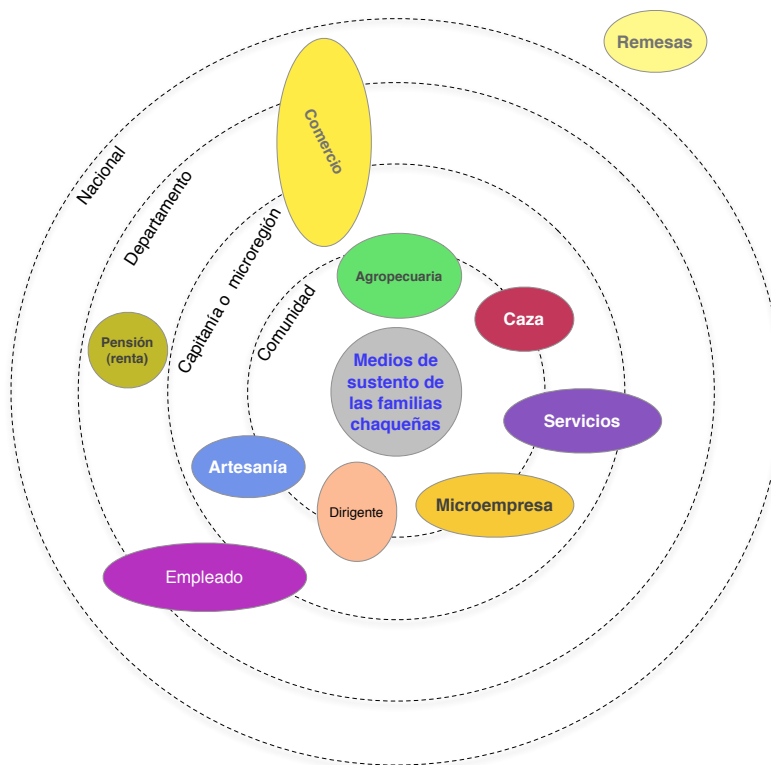 Remesas
Comercio
Nacional
Departamento
Capitanía o microregión
Comunidad
Agropecuaria
Caza
Pensión
(renta)
Medios de
sustento de
las familias
chaqueñas
Servicios
Artesanía
Dirigente
Microempresa
Empleado